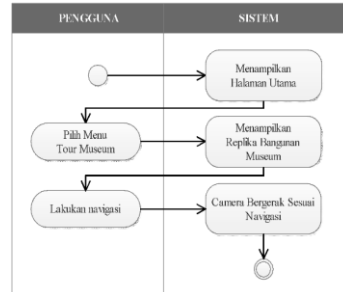 PENGGUNA
SISTEM
Menampilkan
Halaman Utama
Pilih Menu
Tour Museum
Menampilkan
Replika Bangunan
Museum
Lakukan navigasi
Camera Bergerak Sesuai
Navigasi